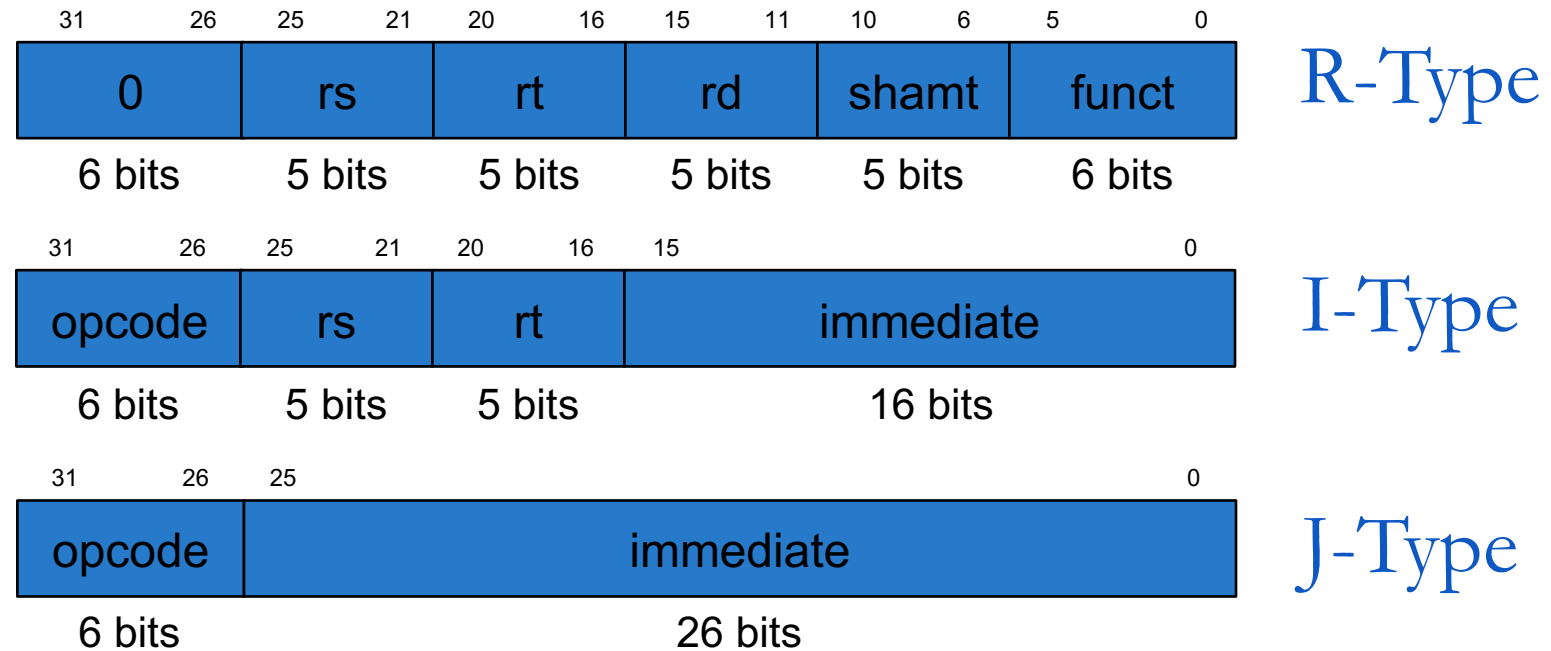 31 26 25 21 20 16 15 11 10 6 5 0
0 rs rt rd shamt funct R-Type
6 bits 5 bits 5 bits 5 bits 5 bits 6 bits
31 26 25 21 20 16 15 0
opcode rs rt immediate I-Type
6 bits 5 bits 5 bits 16 bits
31 26 25 0
opcode immediate J-Type
6 bits 26 bits